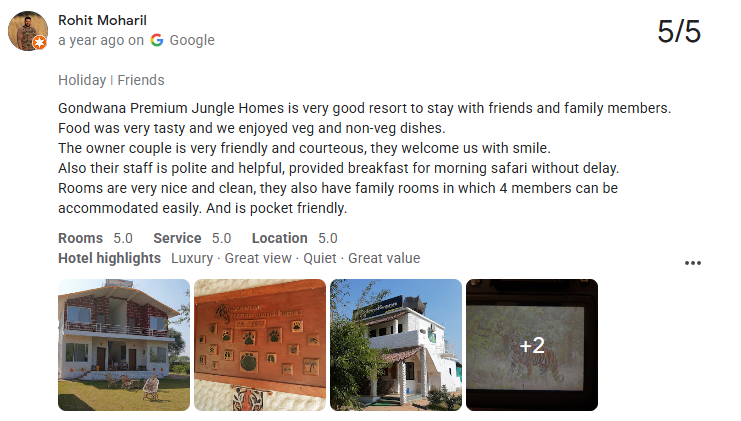 Rohit Moharil
a year ago on Google
5/5
Holiday | Friends
Gondwana Premium Jungle Homes is very good resort to stay with friends and family members.
Food was very tasty and we enjoyed veg and non-veg dishes.
The owner couple is very friendly and courteous, they welcome us with smile.
Also their staff is polite and helpful, provided breakfast for morning safari without delay.
Rooms are very nice and clean, they also have family rooms in which 4 members can be
accommodated easily. And is pocket friendly.
Rooms 5.0 Service 5.0 Location 5.0
Hotel highlights Luxury · Great view · Quiet · Great value
+2